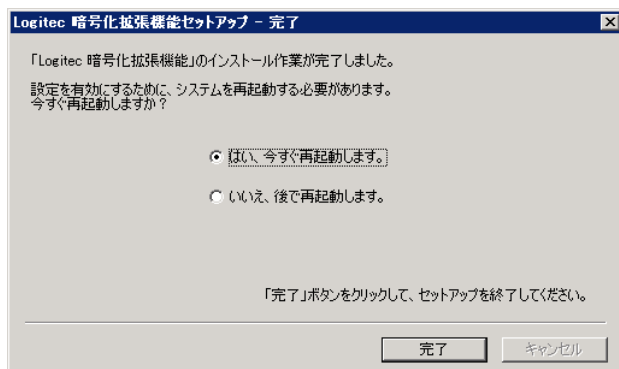 Logitec 暗号化拡張機能セットアップ - 完了
「Logitec 暗号化拡張機能」のインストール作業が完了しました。
設定を有効にするために、システムを再起動する必要があります。
今すぐ再起動しますか？
はい、今すぐ再起動します。
いいえ、後で再起動します。
「完了」ボタンをクリックして、セットアップを終了してください。
完了
キャンセル